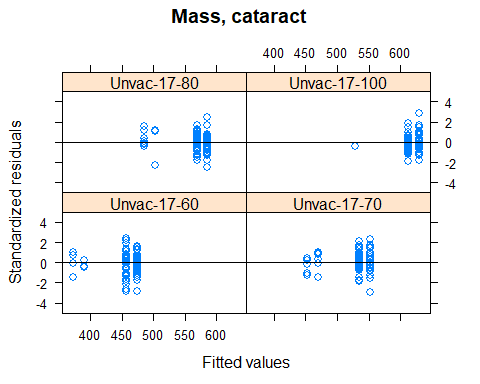 Mass, cataract
400 450 500 550 600
Unvac-17-80 Unvac-17-100
4
2
0
-2
-4
Unvac-17-60 Unvac-17-70
4
2
0
-2
-4
400 450 500 550 600
Standardized residuals
Fitted values